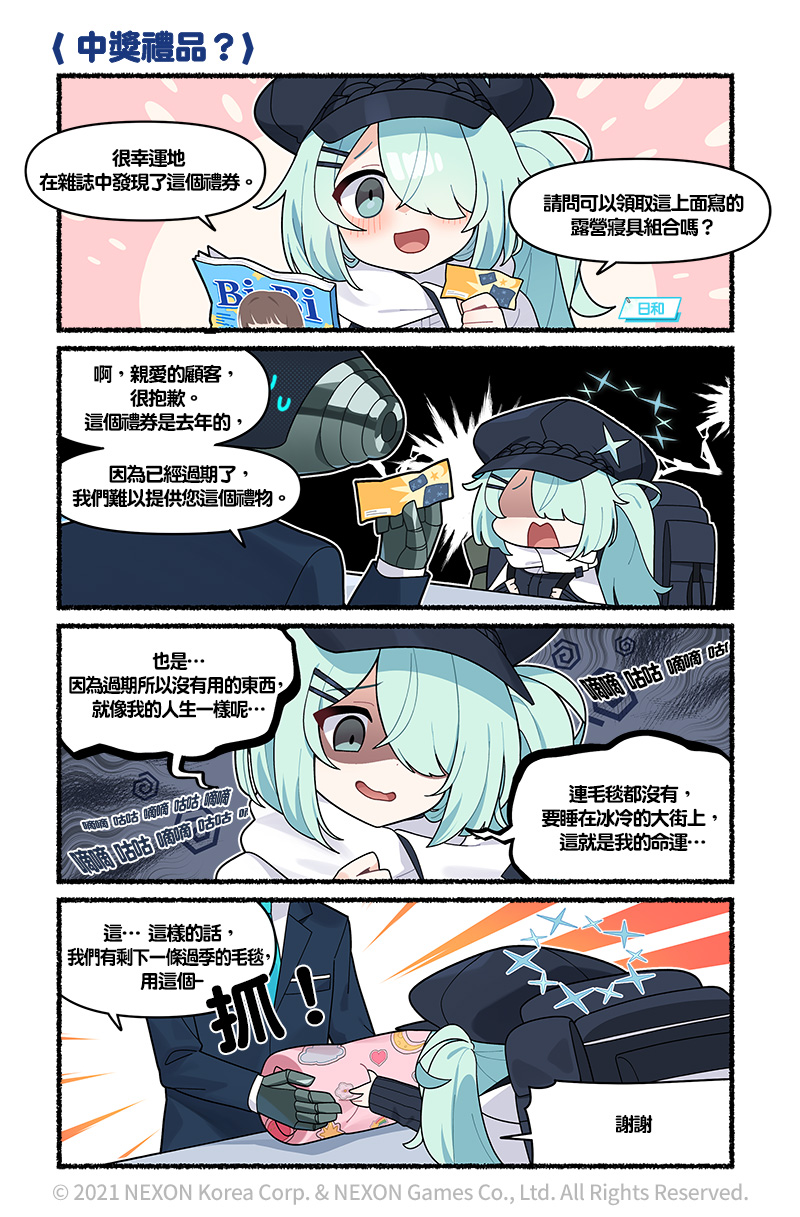 《中獎禮品？》
很幸運地
在雜誌中發現了這個禮券。
請問可以領取這上面寫的
露營寢具組合嗎？
BiBi
日和
啊，親愛的顧客，
很抱歉。
這個禮券是去年的，
因為已經過期了，
我們難以提供您這個禮物。
也是…
因為過期所以沒有用的東西，
就像我的人生一樣呢…
嘀嘀 咕咕 嘀嘀 咕
嘀嘀 咕咕 嘀嘀 咕咕 嘀嘀
嘀嘀 咕咕 嘀嘀 咕咕
連毛毯都沒有，
要睡在冰冷的大街上，
這就是我的命運…
這… 這樣的話，
我們有剩下一條過季的毛毯，
用這個-
抓！
謝謝
© 2021 NEXON Korea Corp. & NEXON Games Co., Ltd. All Rights Reserved.